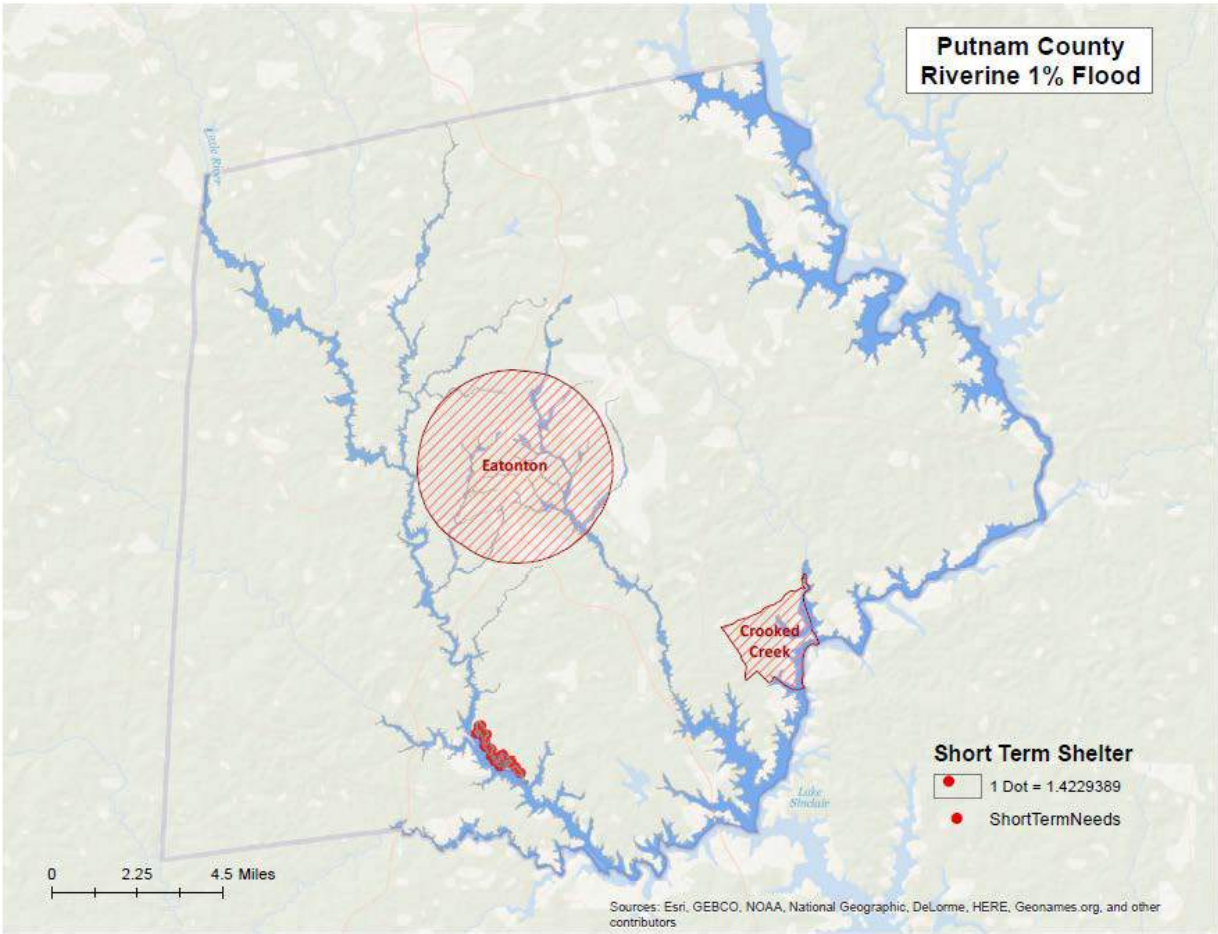 Putnam County
Riverine 1% Flood
Little River
Eatonton
Crooked
Creek
Lake
Sinclair
Short Term Shelter
1 Dot = 1.4229389
ShortTermNeeds
0 2.25 4.5 Miles
Sources: Esri, GEBCO, NOAA, National Geographic, DeLorme, HERE, Geonames.org, and other
contributors